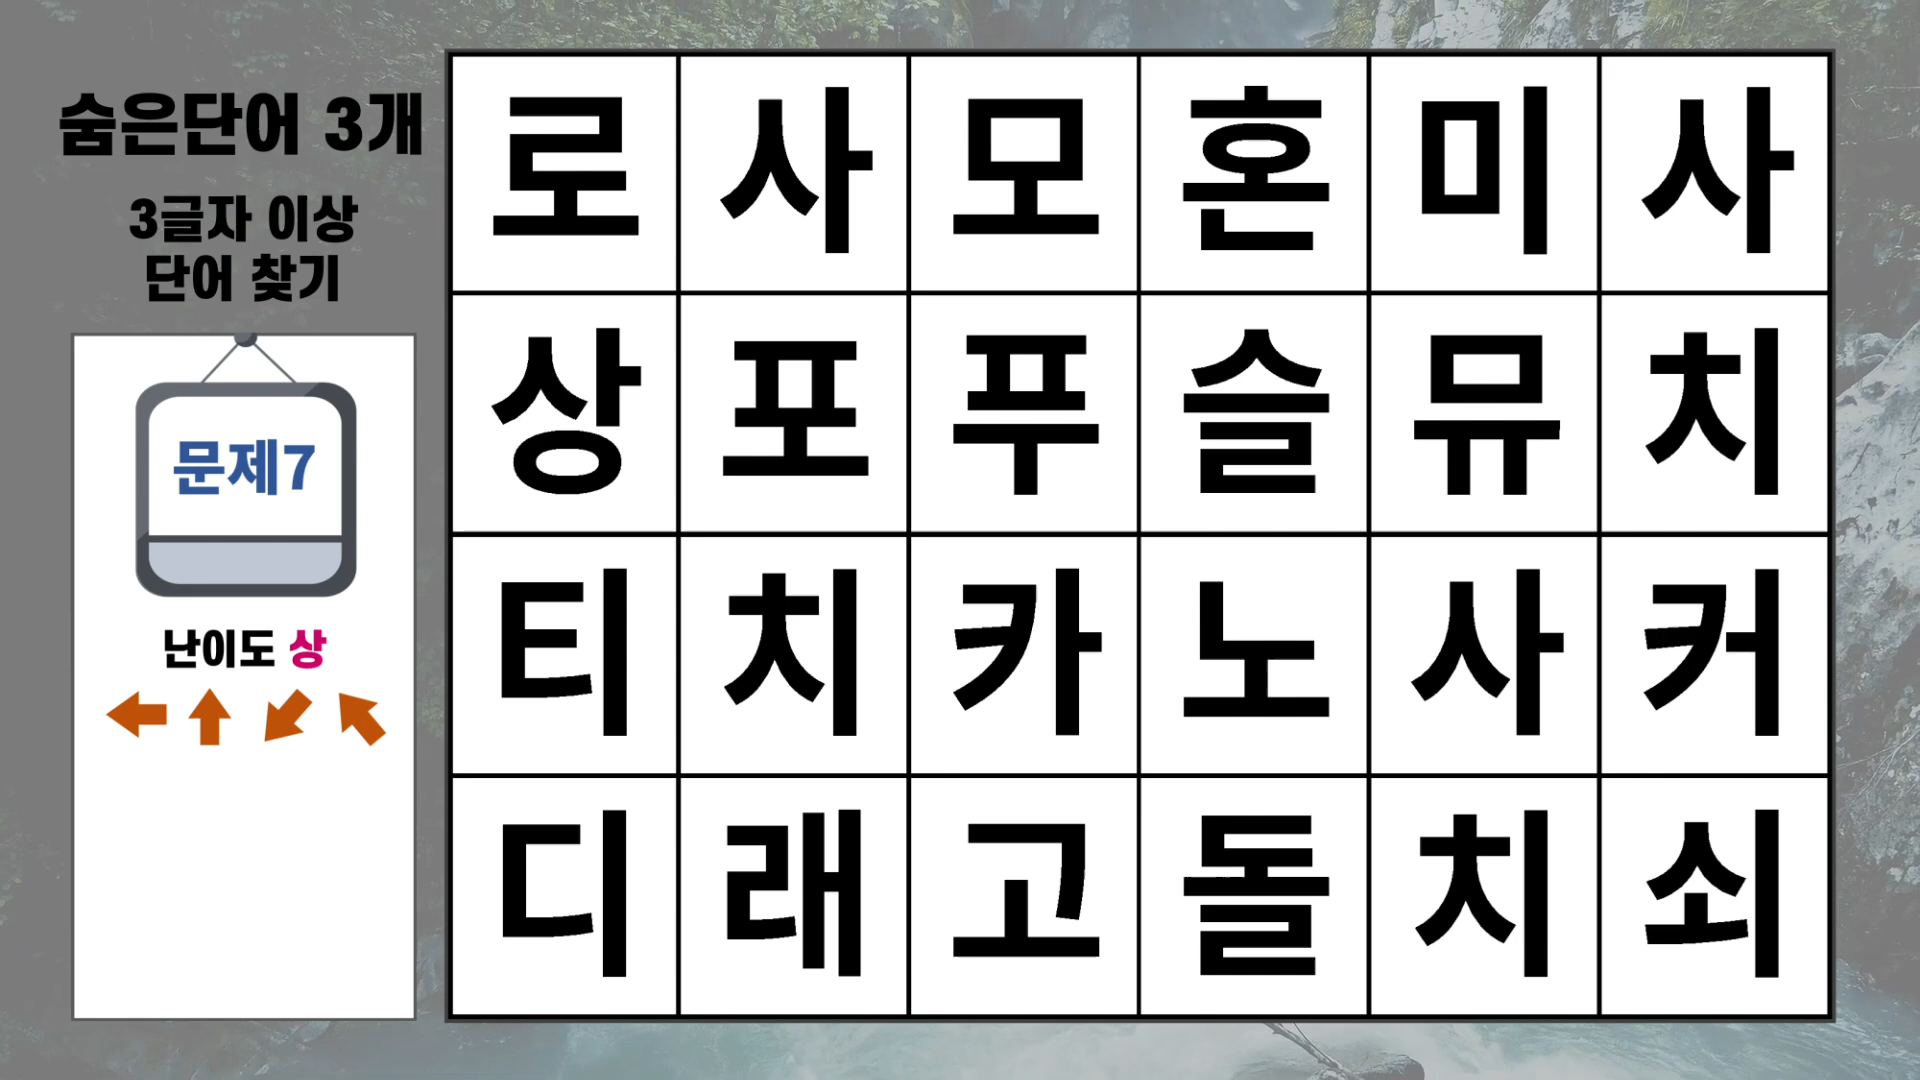 숨은단어 3개
3글자 이상
단어 찾기
문제7
난이도 상
로 사 모 혼 미 사
상 포 푸 슬 뮤 치
티 치 카 노 사 커
디 래 고 돌 치 쇠